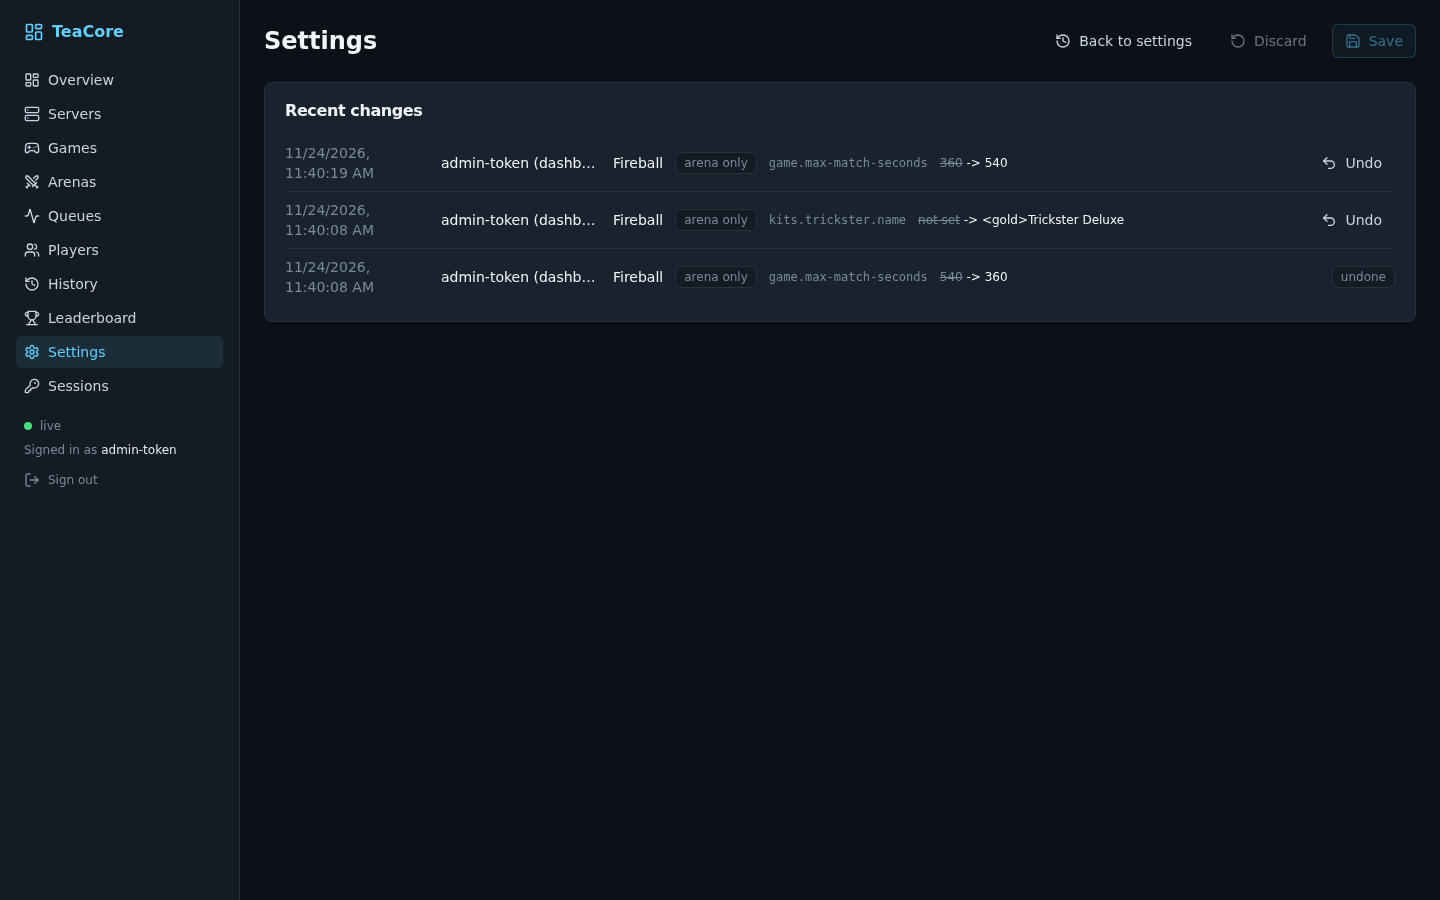 TeaCore
Overview
Servers
Games
Arenas
Queues
Players
History
Leaderboard
Settings
Sessions
live
Signed in as admin-token
Sign out
Settings
Back to settings
Discard
Save
Recent changes
11/24/2026, 11:40:19 AM admin-token (dashb... Fireball arena only game.max-match-seconds 360 -> 540 Undo
11/24/2026, 11:40:08 AM admin-token (dashb... Fireball arena only kits.trickster.name not set -> <gold>Trickster Deluxe Undo
11/24/2026, 11:40:08 AM admin-token (dashb... Fireball arena only game.max-match-seconds 540 -> 360 undone